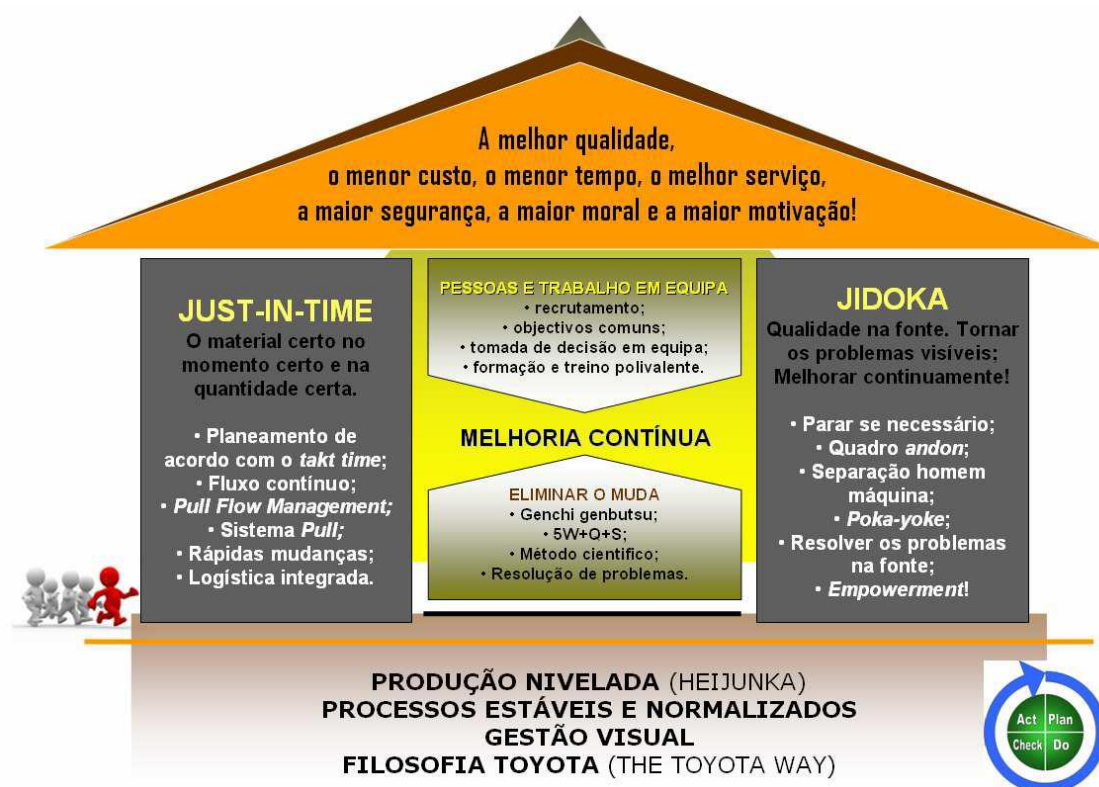 A melhor qualidade,
o menor custo, o menor tempo, o melhor serviço,
a maior segurança, a maior moral e a maior motivação!
JUST-IN-TIME
O material certo no
momento certo e na
quantidade certa.
• Planeamento de
acordo com o takt time;
• Fluxo contínuo;
• Pull Flow Management;
• Sistema Pull;
• Rápidas mudanças;
• Logística integrada.
PESSOAS E TRABALHO EM EQUIPA
• recrutamento;
• objectivos comuns;
• tomada de decisão em equipa;
• formação e treino polivalente.
MELHORIA CONTÍNUA
ELIMINAR O MUDA
• Genchi genbutsu;
• 5W+Q+S;
• Método cientifico;
• Resolução de problemas.
JIDOKA
Qualidade na fonte. Tornar
os problemas visíveis;
Melhorar continuamente!
• Parar se necessário;
• Quadro andon;
• Separação homem
máquina;
• Poka-yoke;
• Resolver os problemas
na fonte;
• Empowerment!
PRODUÇÃO NIVELADA (HEIJUNKA)
PROCESSOS ESTÁVEIS E NORMALIZADOS
GESTÃO VISUAL
FILOSOFIA TOYOTA (THE TOYOTA WAY)
Act Plan
Check Do